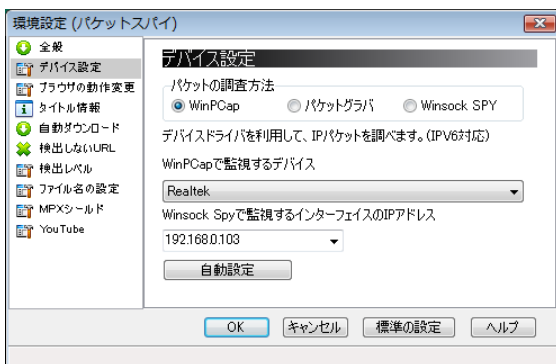 環境設定 (パケットスパイ)
全般
デバイス設定
ブラウザの動作変更
タイトル情報
自動ダウンロード
検出しないURL
検出レベル
ファイル名の設定
MPXシールド
YouTube
デバイス設定
パケットの調査方法
WinPCap
パケットグラバ
Winsock SPY
デバイスドライバを利用して、IPパケットを調べます。(IPV6対応)
WinPCapで監視するデバイス
Realtek
Winsock Spyで監視するインターフェイスのIPアドレス
192.168.0.103
自動設定
OK
キャンセル
標準の設定
ヘルプ